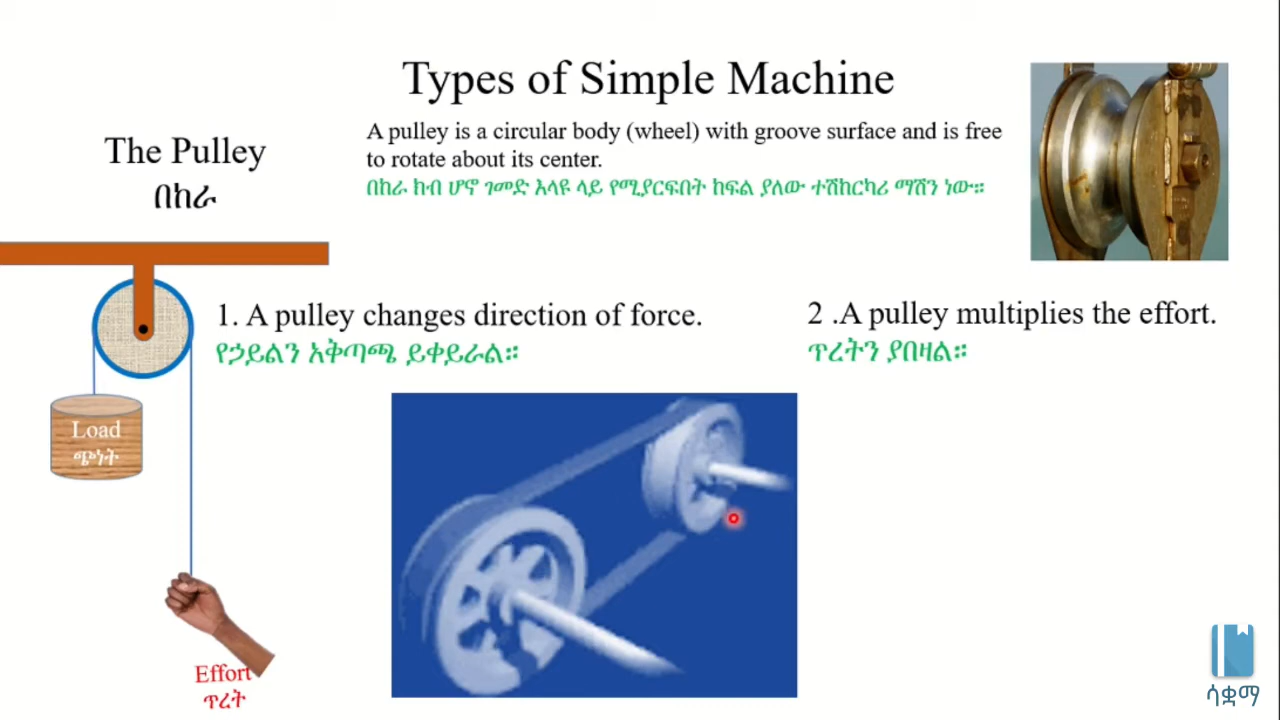 Types of Simple Machine
The Pulley
በከራ
A pulley is a circular body (wheel) with groove surface and is free
to rotate about its center.
በከራ ክብ ሆኖ ገመድ እላዩ ላይ የሚያርፍበት ክፍል ያለው ተሽከርካሪ ማሽን ነው።
1. A pulley changes direction of force.
የኃይልን አቅጣጫ ይቀይራል።
2 .A pulley multiplies the effort.
ጥረትን ያበዛል።
Load
ጭነት
Effort
ጥረት
ሳቋማ